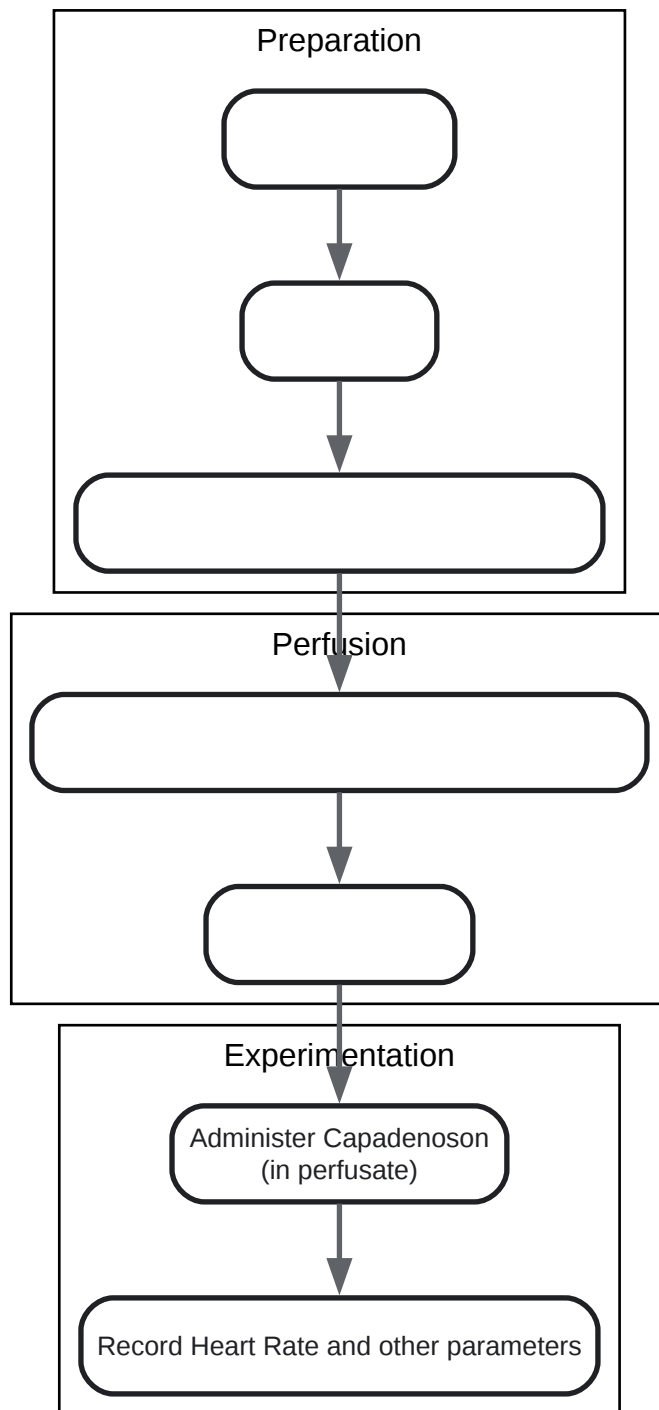 Preparation
Perfusion
Experimentation
Administer Capadenoson
(in perfusate)
Record Heart Rate and other parameters